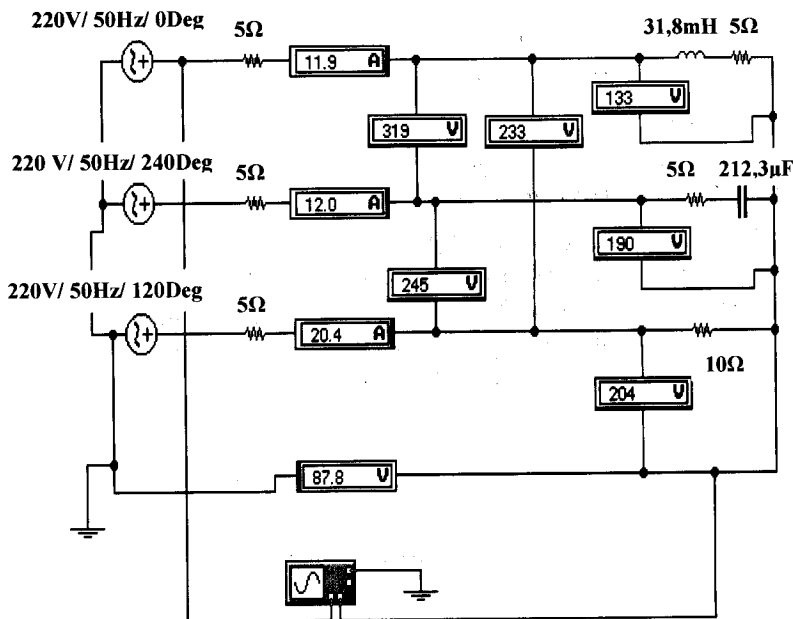 220V/ 50Hz/ 0Deg
5Ω
11.9 A
31,8mH 5Ω
133 V
319 V
233 V
220 V/ 50Hz/ 240Deg
5Ω
12.0 A
5Ω
212,3µF
190 V
245 V
220V/ 50Hz/ 120Deg
5Ω
20.4 A
10Ω
204 V
87.8 V